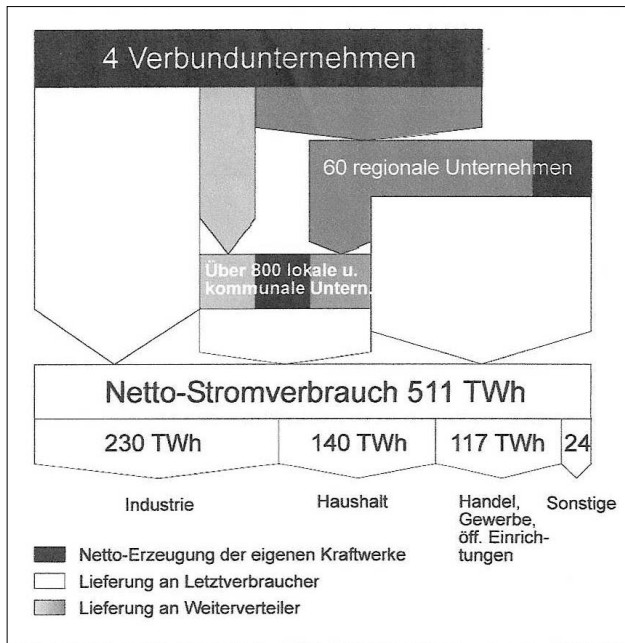 4 Verbundunternehmen
60 regionale Unternehmen
Über 800 lokale u.
kommunale Untern.
Netto-Stromverbrauch 511 TWh
230 TWh
140 TWh
117 TWh
24
Industrie
Haushalt
Handel,
Gewerbe,
öff. Einrich-
tungen
Sonstige
Netto-Erzeugung der eigenen Kraftwerke
Lieferung an Letztverbraucher
Lieferung an Weiterverteiler